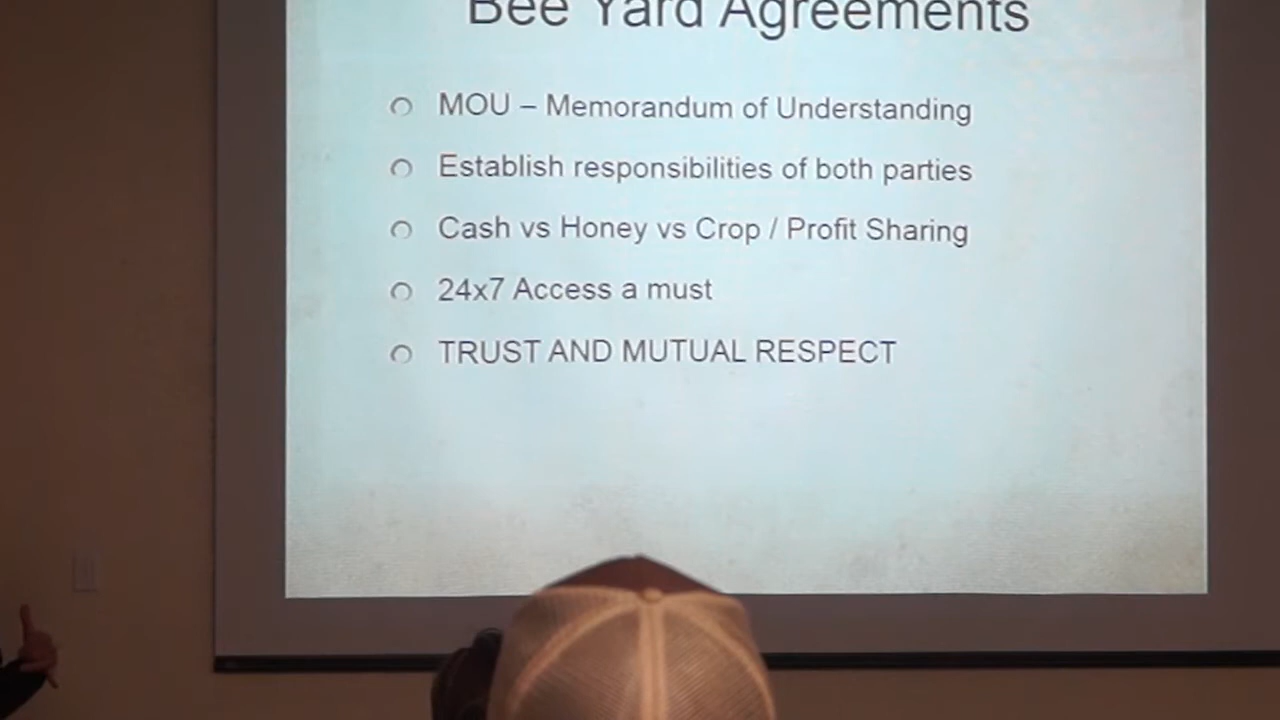 Bee Yard Agreements
MOU – Memorandum of Understanding
Establish responsibilities of both parties
Cash vs Honey vs Crop / Profit Sharing
24x7 Access a must
TRUST AND MUTUAL RESPECT